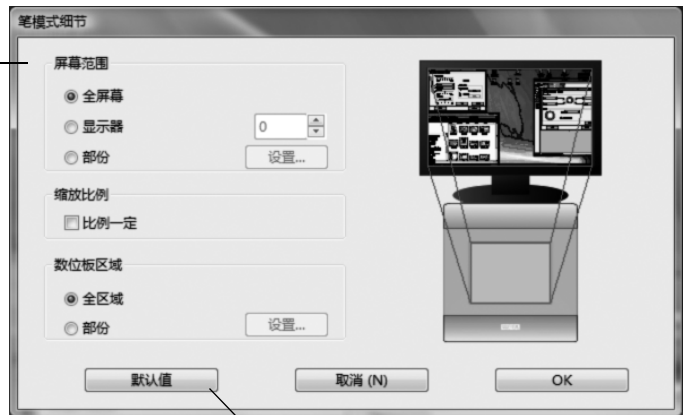 笔模式细节
屏幕范围
全屏幕
显示器 0
部份 设置...
缩放比例
比例一定
数位板区域
全区域
部份 设置...
默认值 取消 (N) OK